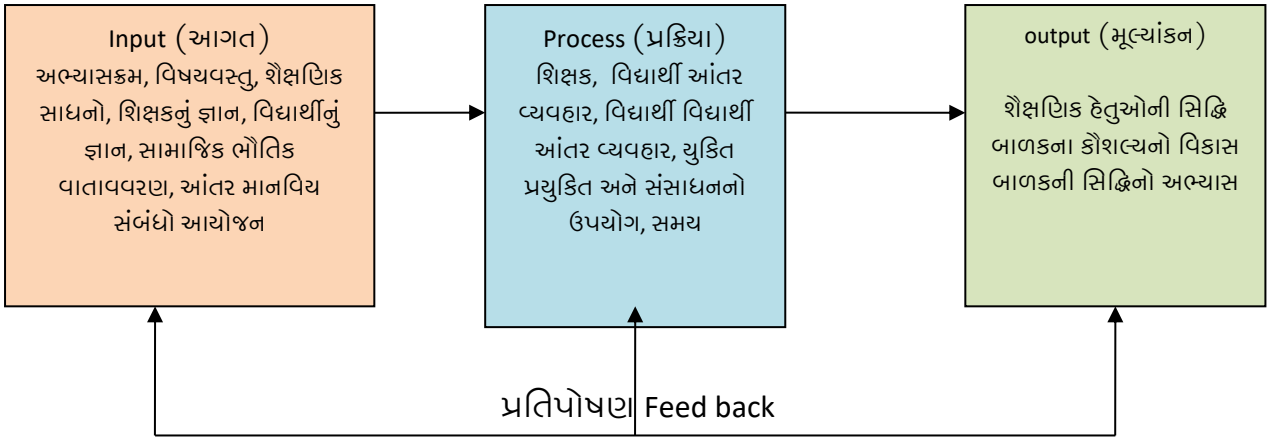 Input (આગત)
અભ્યાસક્રમ, વિષયવસ્તુ, શૈક્ષણિક
સાધનો, શિક્ષકનું જ્ઞાન, વિદ્યાર્થીનું
જ્ઞાન, સામાજિક ભૌતિક
વાતાવવરણ, આંતર માનવિય
સંબંધો આયોજન
Process (પ્રક્રિયા)
શિક્ષક, વિદ્યાર્થી આંતર
વ્યવહાર, વિદ્યાર્થી વિદ્યાર્થી
આંતર વ્યવહાર, યુકિત
પ્રયુકિત અને સંસાધનનો
ઉપયોગ, સમય
output (મૂલ્યાંકન)
શૈક્ષણિક હેતુઓની સિદ્ધિ
બાળકના કૌશલ્યનો વિકાસ
બાળકની સિદ્ધિનો અભ્યાસ
પ્રતિપોષણ Feed back